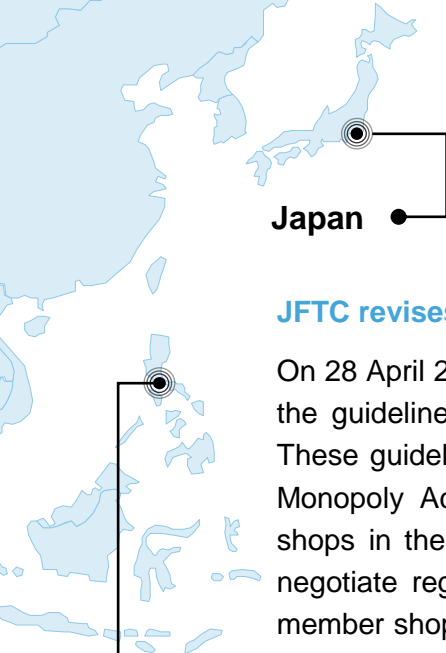 Japan
JFTC revises
On 28 April 2
the guideline
These guidel
Monopoly Ac
shops in the
negotiate reg
member shop